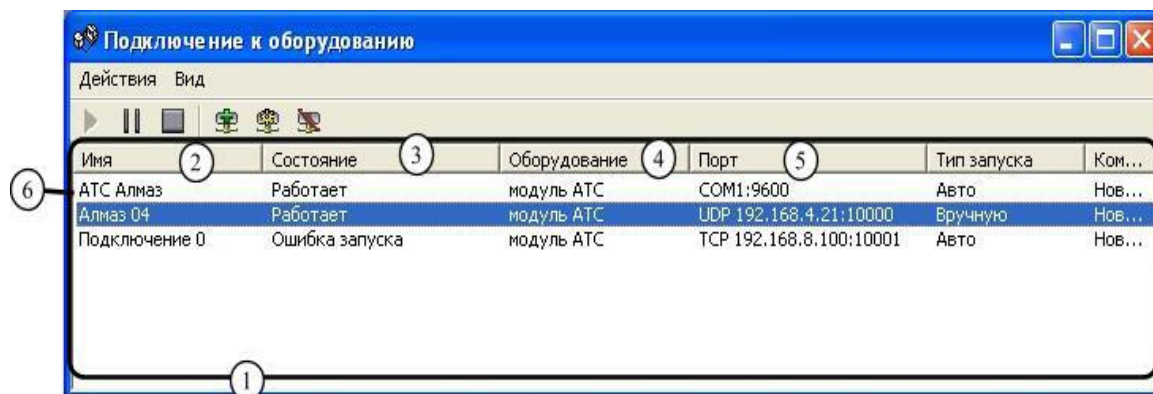 Подключение к оборудованию
Действия Вид
Имя 2 Состояние 3 Оборудование 4 Порт 5 Тип запуска Ком...
6 АТС Алмаз Работает модуль АТС COM1:9600 Авто Нов...
Алмаз 04 Работает модуль АТС UDP 192.168.4.21:10000 Вручную Нов...
Подключение 0 Ошибка запуска модуль АТС TCP 192.168.8.100:10001 Авто Нов...
1